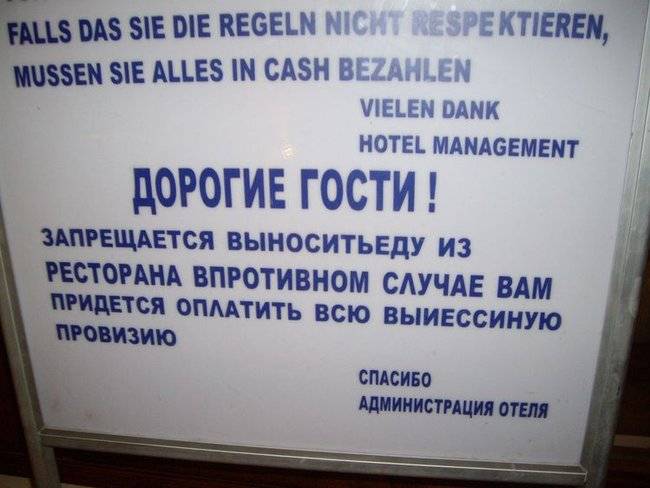 FALLS DAS SIE DIE REGELN NICHT RESPEKTIEREN,
MUSSEN SIE ALLES IN CASH BEZAHLEN
VIELEN DANK
HOTEL MANAGEMENT
ДОРОГИЕ ГОСТИ !
ЗАПРЕЩАЕТСЯ ВЫНОСИТЬЕДУ ИЗ
РЕСТОРАНА ВПРОТИВНОМ СЛУЧАЕ ВАМ
ПРИДЕТСЯ ОПЛАТИТЬ ВСЮ ВЫИЕССИНУЮ
ПРОВИЗИЮ
СПАСИБО
АДМИНИСТРАЦИЯ ОТЕЛЯ